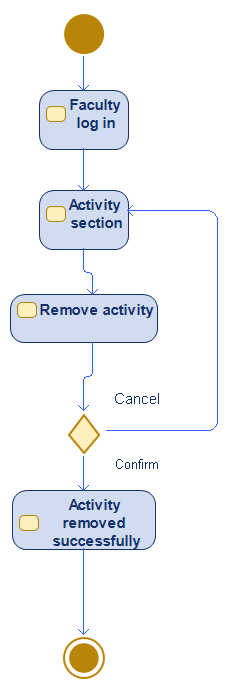 Faculty
log in
Activity
section
Remove activity
Cancel
Confirm
Activity
removed
successfully